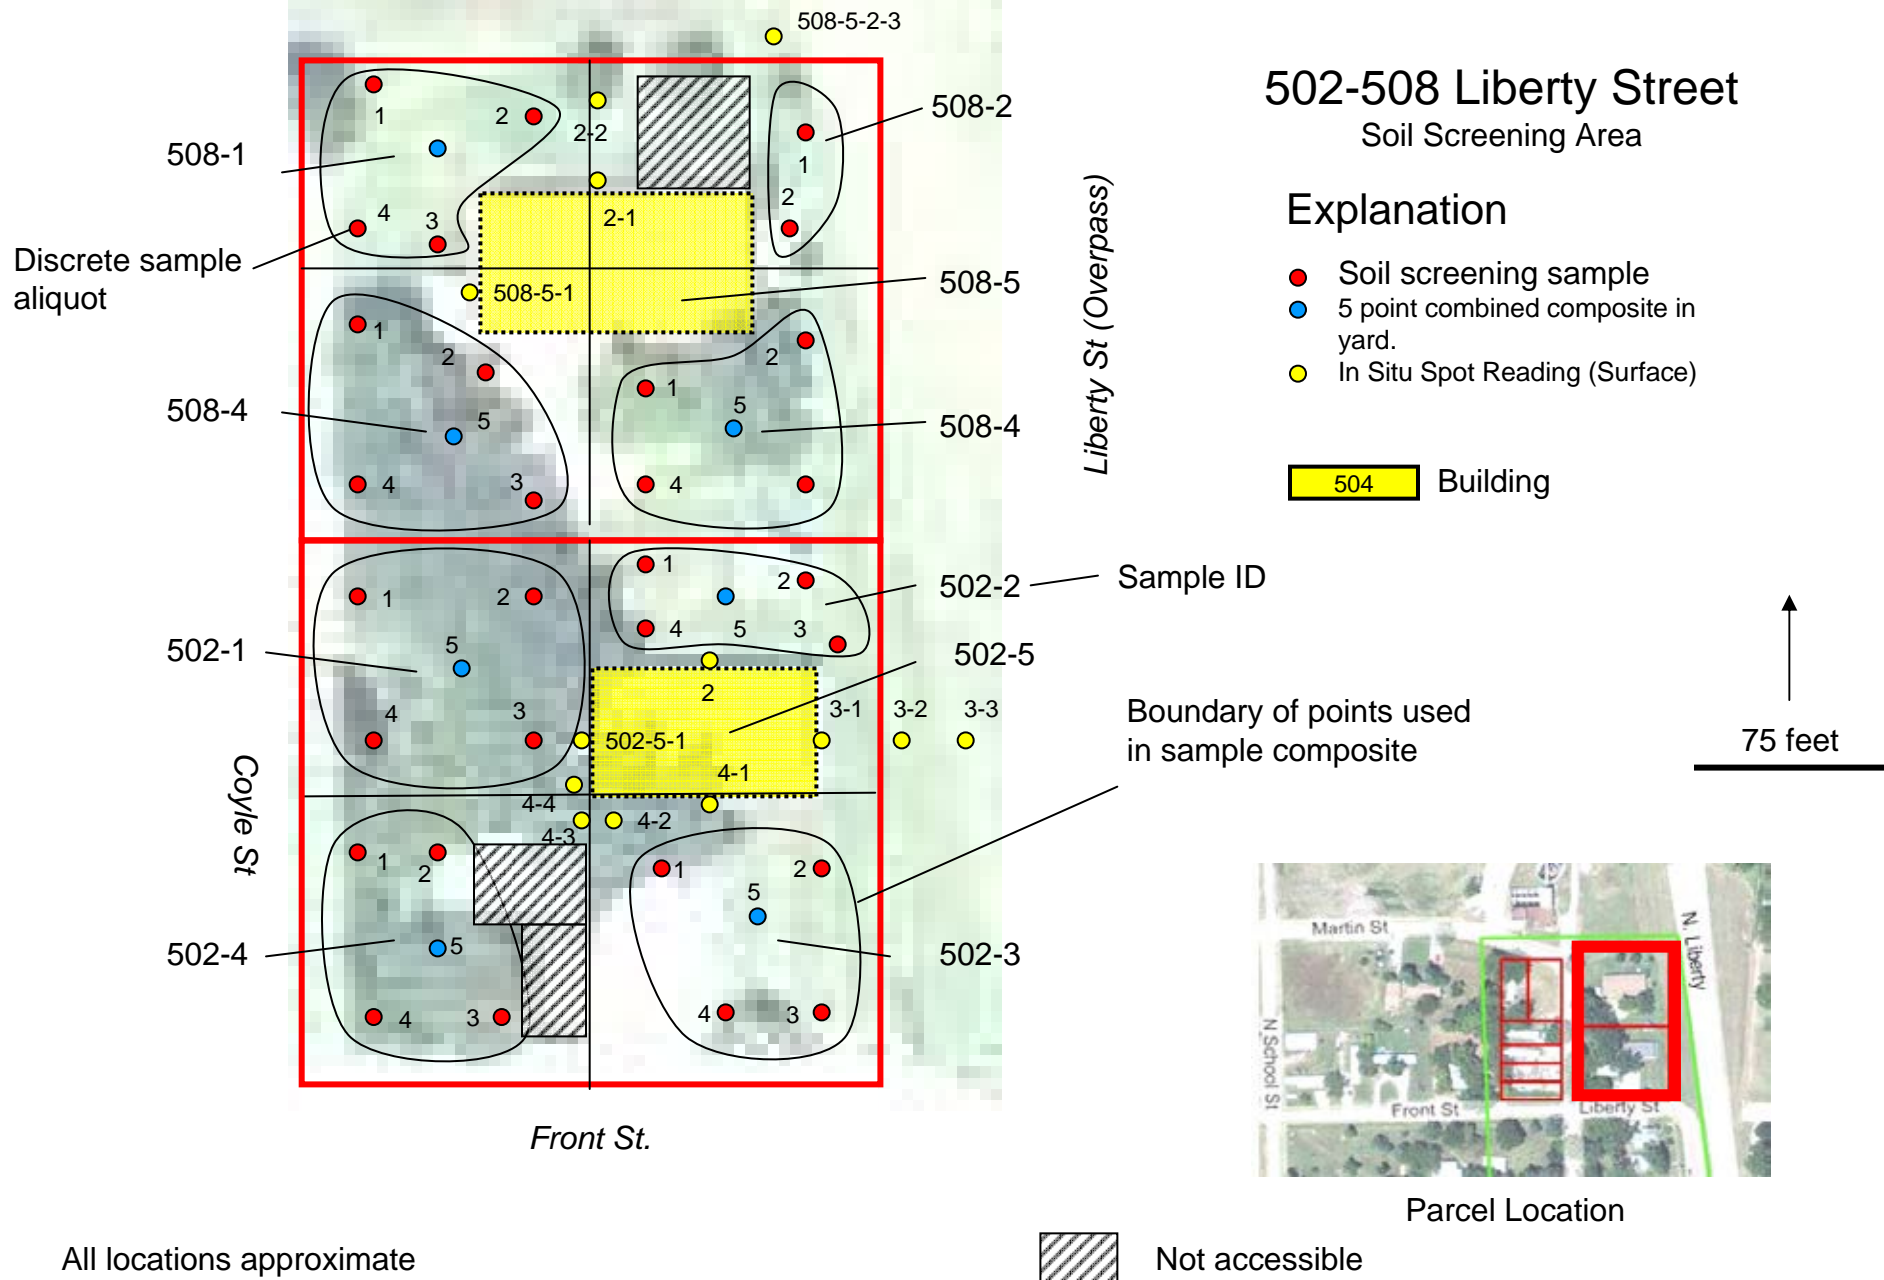 508-5-2-3
502-508 Liberty Street
Soil Screening Area
508-1
1
2
2-2
508-2
1
2
4
3
2-1
Discrete sample
aliquot
508-5-1
508-5
Liberty St (Overpass)
Explanation
Soil screening sample
5 point combined composite in
yard.
In Situ Spot Reading (Surface)
504
Building
508-4
1
2
5
4
3
1
2
5
4
508-4
502-1
1
2
5
4
3
1
2
4
5
3
502-2
Sample ID
502-5
2
502-5-1
4-1
3-1
3-2
3-3
Boundary of points used
in sample composite
75 feet
Coyle St
4-4
4-3
4-2
502-4
1
2
5
4
3
1
2
5
4
3
502-3
Martin St
N. Liberty
N School St
Front St
Liberty St
Front St.
Parcel Location
All locations approximate
Not accessible